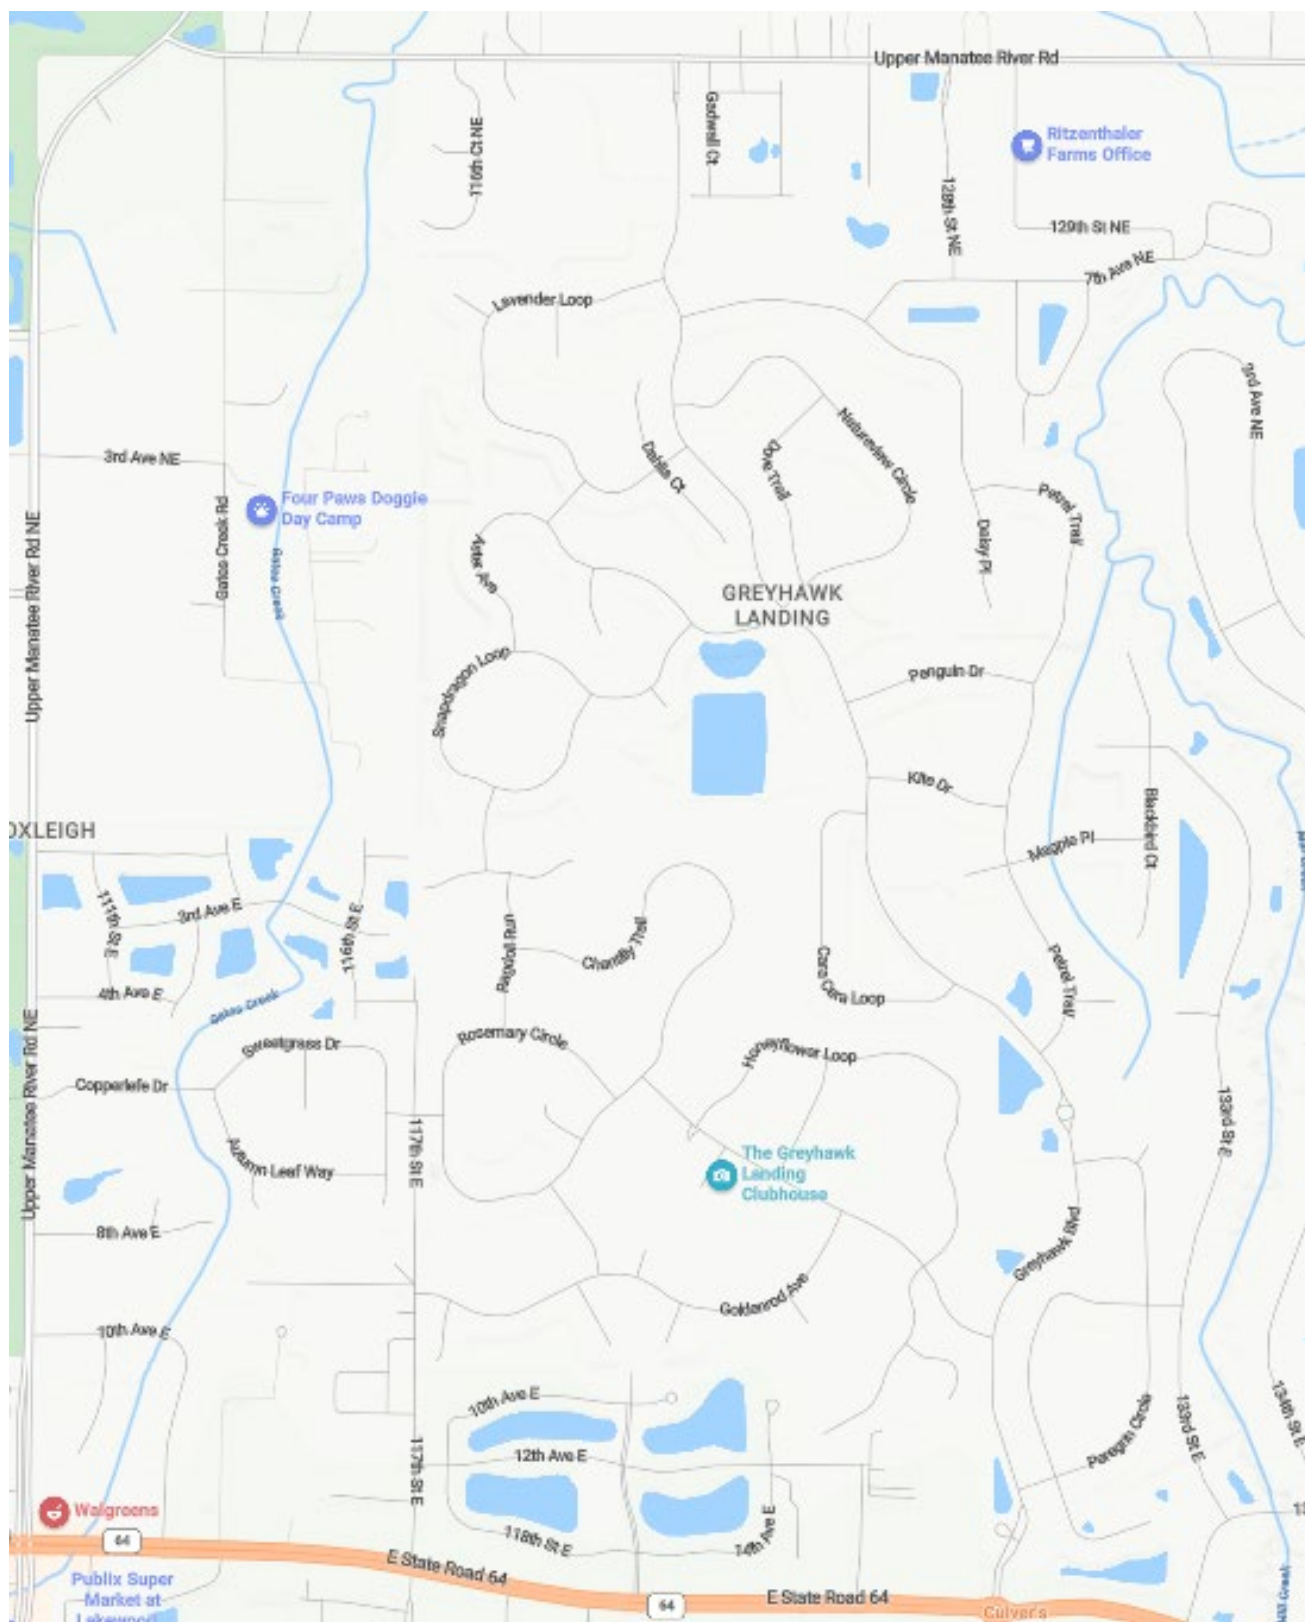 Upper Manatee River Rd
Gadwall Ct
116th Ct NE
Ritzenthaler
Farms Office
128th St NE
129th St NE
7th Ave NE
Lavender Loop
3rd Ave NE
Natureview Circle
Dahlia Ct
3rd Ave NE
Four Paws Doggie
Day Camp
Gates Creek Rd
Petrel Trail
Daisy Pl
Upper Manatee River Rd NE
Gates Creek
Aster Ave
GREYHAWK
LANDING
Snapdragon Loop
Penguin Dr
Kite Dr
OXLEIGH
Blackbird Ct
Magpie Pl
111th St E
3rd Ave E
116th St E
Ragdoll Run
Chantilly Trail
Cara Cara Loop
Petrel Trail
4th Ave E
Gates Creek
Upper Manatee River Rd NE
Sweetgrass Dr
Rosemary Circle
Honeyflower Loop
Copperlefe Dr
133rd St E
117th St E
Autumn Leaf Way
The Greyhawk
Landing
Clubhouse
8th Ave E
Greyhawk Blvd
Goldenrod Ave
10th Ave E
10th Ave E
Peregrin Circle
133rd St E
134th St E
12th Ave E
117th St E
Walgreens
118th St E
14th Ave E
64
E State Road 64
Publix Super
Market at
Lakewood
64
E State Road 64
Culver's